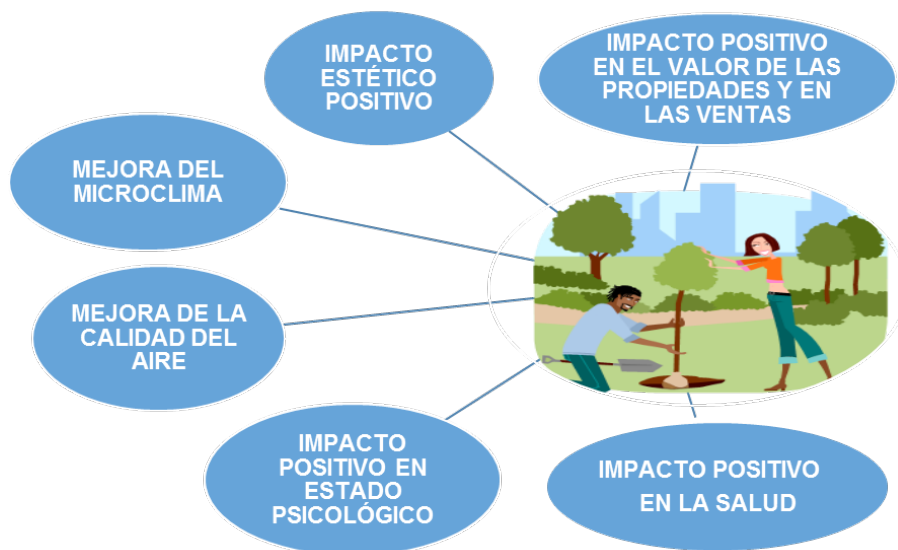 IMPACTO
ESTÉTICO
POSITIVO
IMPACTO POSITIVO
EN EL VALOR DE LAS
PROPIEDADES Y EN
LAS VENTAS
MEJORA DEL
MICROCLIMA
MEJORA DE LA
CALIDAD DEL
AIRE
IMPACTO
POSITIVO EN
ESTADO
PSICOLÓGICO
IMPACTO POSITIVO
EN LA SALUD